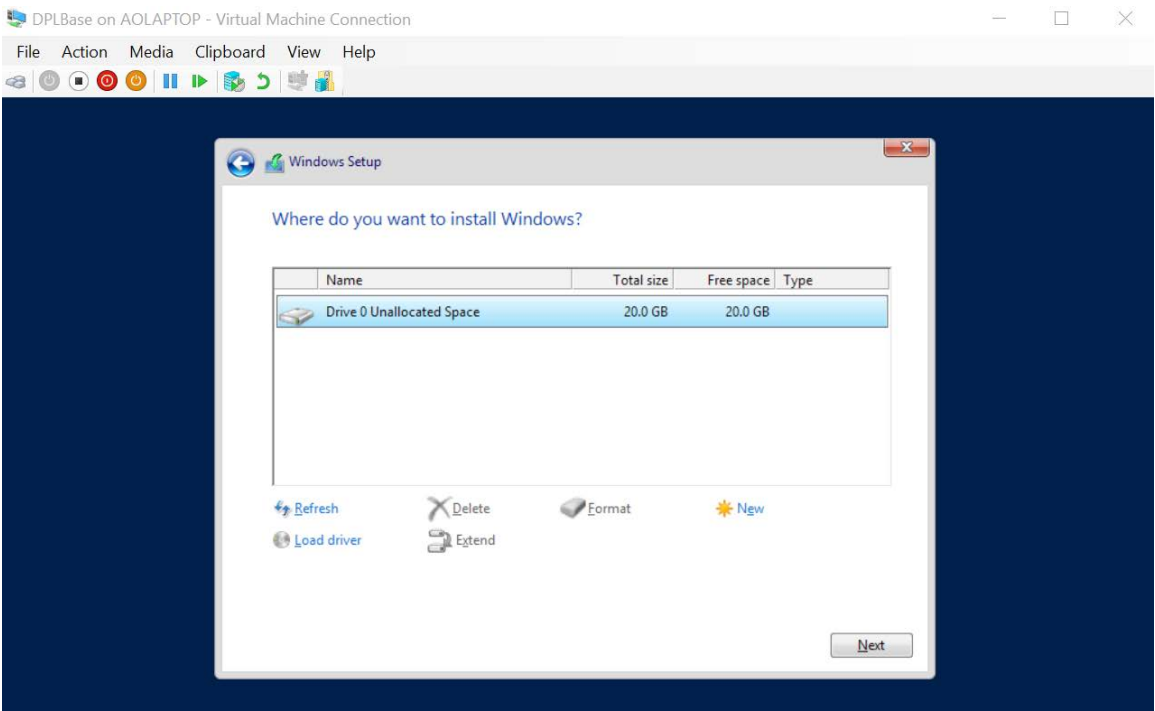 DPLBase on AOLAPTOP - Virtual Machine Connection
File Action Media Clipboard View Help
Windows Setup
Where do you want to install Windows?
Name Total size Free space Type
Drive 0 Unallocated Space 20.0 GB 20.0 GB
Refresh Delete Format New
Load driver Extend
Next